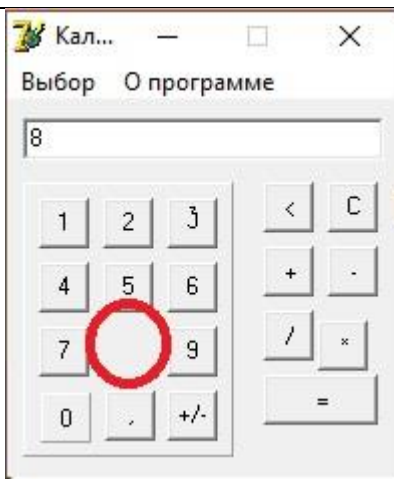 Кал...
Выбор О программе
8
1 2 3 < C
4 5 6 + -
7 9 / *
0 , +/- =